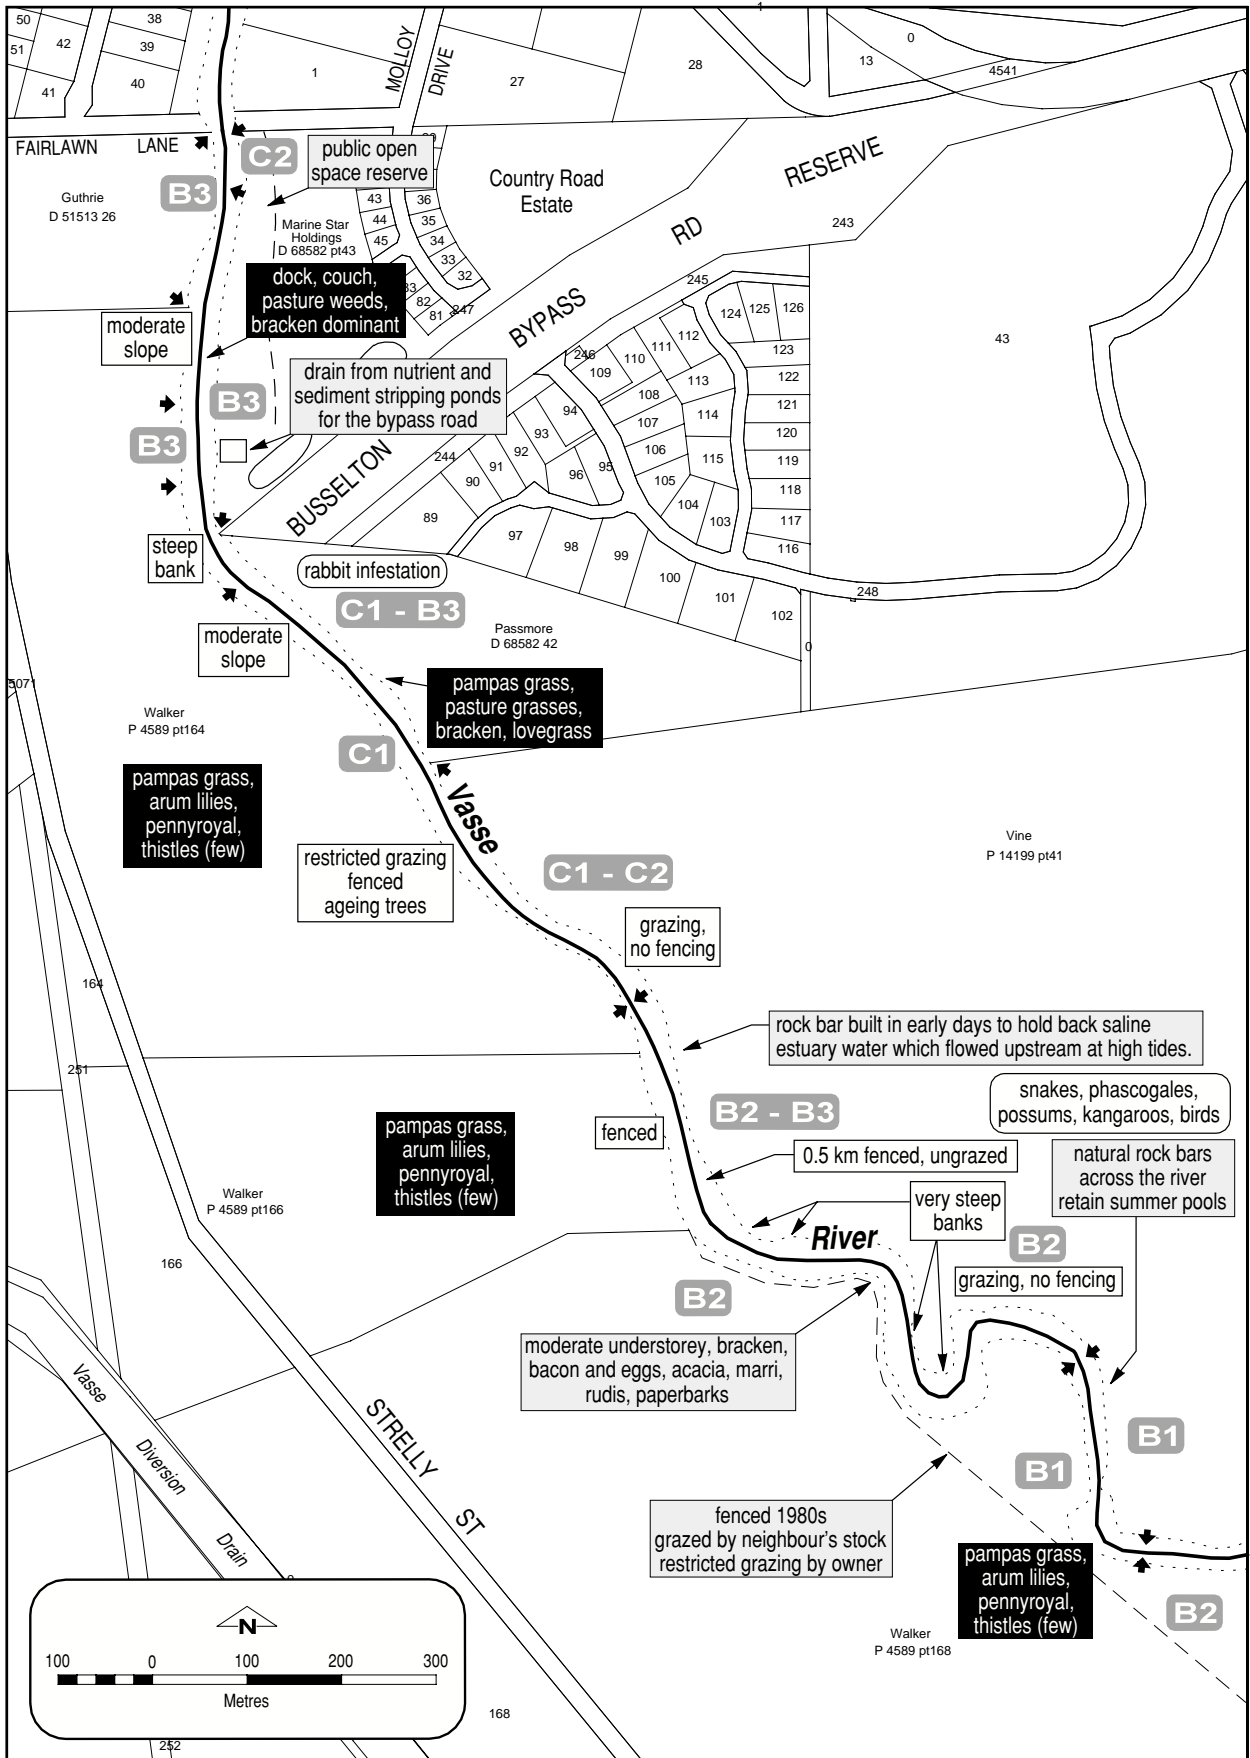 1
50
38
51
42
39
41
40
1
MOLLOY
DRIVE
27
28
13
0
4541
FAIRLAWN LANE
C2
public open
space reserve
Country Road
Estate
RESERVE
B3
Guthrie
D 51513 26
Marine Star
Holdings
D 68582 pt43
43
44
45
36
35
34
33
32
RD
243
dock, couch,
pasture weeds,
bracken dominant
83
82
81
247
245
BYPASS
moderate
slope
124
125
126
112
111
110
246
109
123
43
drain from nutrient and
sediment stripping ponds
for the bypass road
B3
B3
113
122
108
121
94
107
114
93
120
106
92
244
91
90
95
96
115
119
105
118
104
103
117
116
BUSSELTON
89
97
98
99
100
101
102
248
0
steep
bank
rabbit infestation
C1 - B3
Passmore
D 68582 42
moderate
slope
5071
pampas grass,
pasture grasses,
bracken, lovegrass
Walker
P 4589 pt164
C1
pampas grass,
arum lilies,
pennyroyal,
thistles (few)
Vasse
Vine
P 14199 pt41
restricted grazing
fenced
ageing trees
C1 - C2
grazing,
no fencing
164
rock bar built in early days to hold back saline
estuary water which flowed upstream at high tides.
251
snakes, phascogales,
possums, kangaroos, birds
B2 - B3
pampas grass,
arum lilies,
pennyroyal,
thistles (few)
fenced
0.5 km fenced, ungrazed
natural rock bars
across the river
retain summer pools
Walker
P 4589 pt166
very steep
banks
River
B2
166
grazing, no fencing
B2
moderate understorey, bracken,
bacon and eggs, acacia, marri,
rudis, paperbarks
Vasse
Diversion
Drain
STRELLY
ST
B1
B1
fenced 1980s
grazed by neighbour's stock
restricted grazing by owner
pampas grass,
arum lilies,
pennyroyal,
thistles (few)
B2
Walker
P 4589 pt168
N
100 0 100 200 300
Metres
168
252